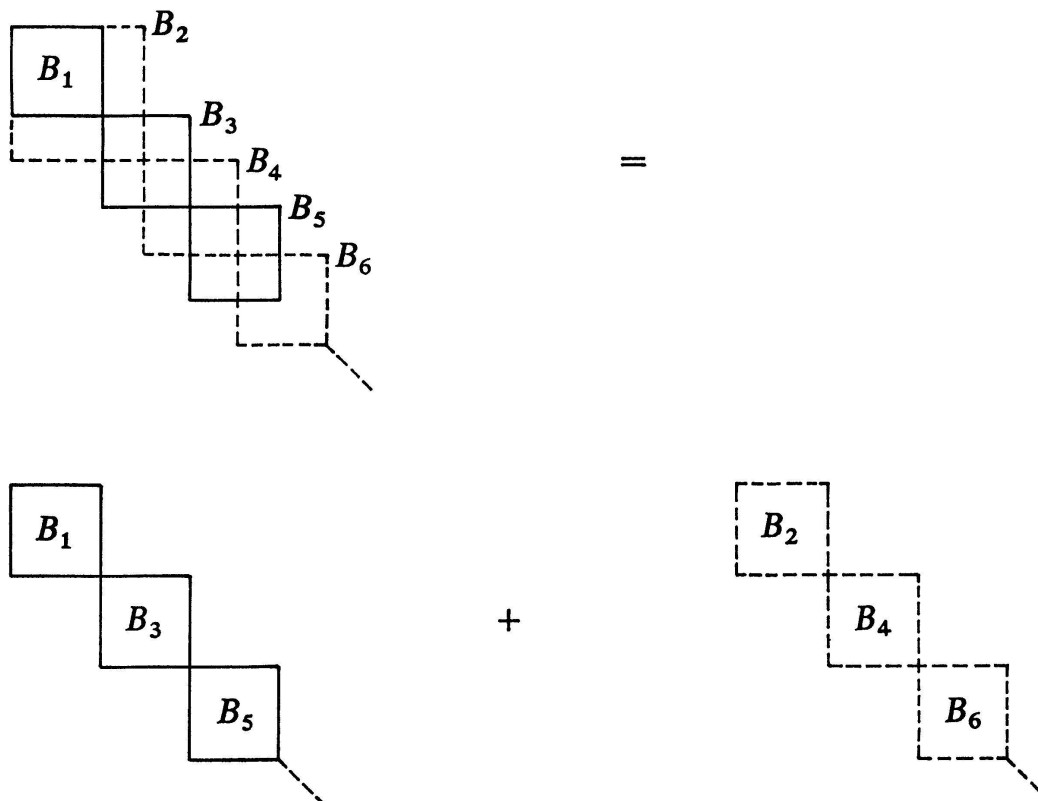 B₂
B₁
B₃
B₄
=
B₅
B₆
B₁ B₂
B₃ + B₄
B₅ B₆